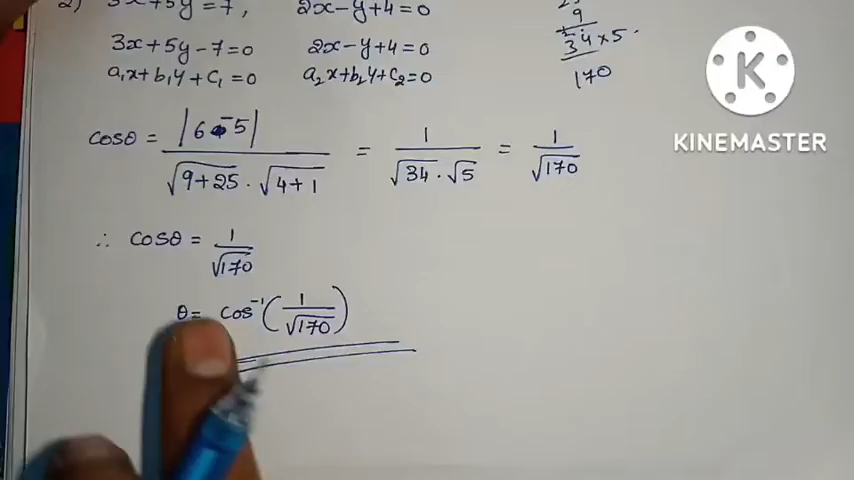 2) 3x+5y=7, 2x-y+4=0
3x+5y-7=0 2x-y+4=0
a₁x+b₁y+c₁=0 a₂x+b₂y+c₂=0
9
34×5
170
cosθ = |6-5| / √9+25 · √4+1 = 1 / √34 · √5 = 1 / √170
∴ cosθ = 1 / √170
θ = cos⁻¹(1 / √170)
K
KINEMASTER